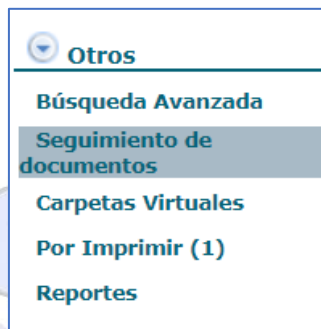 Otros
Búsqueda Avanzada
Seguimiento de
documentos
Carpetas Virtuales
Por Imprimir (1)
Reportes